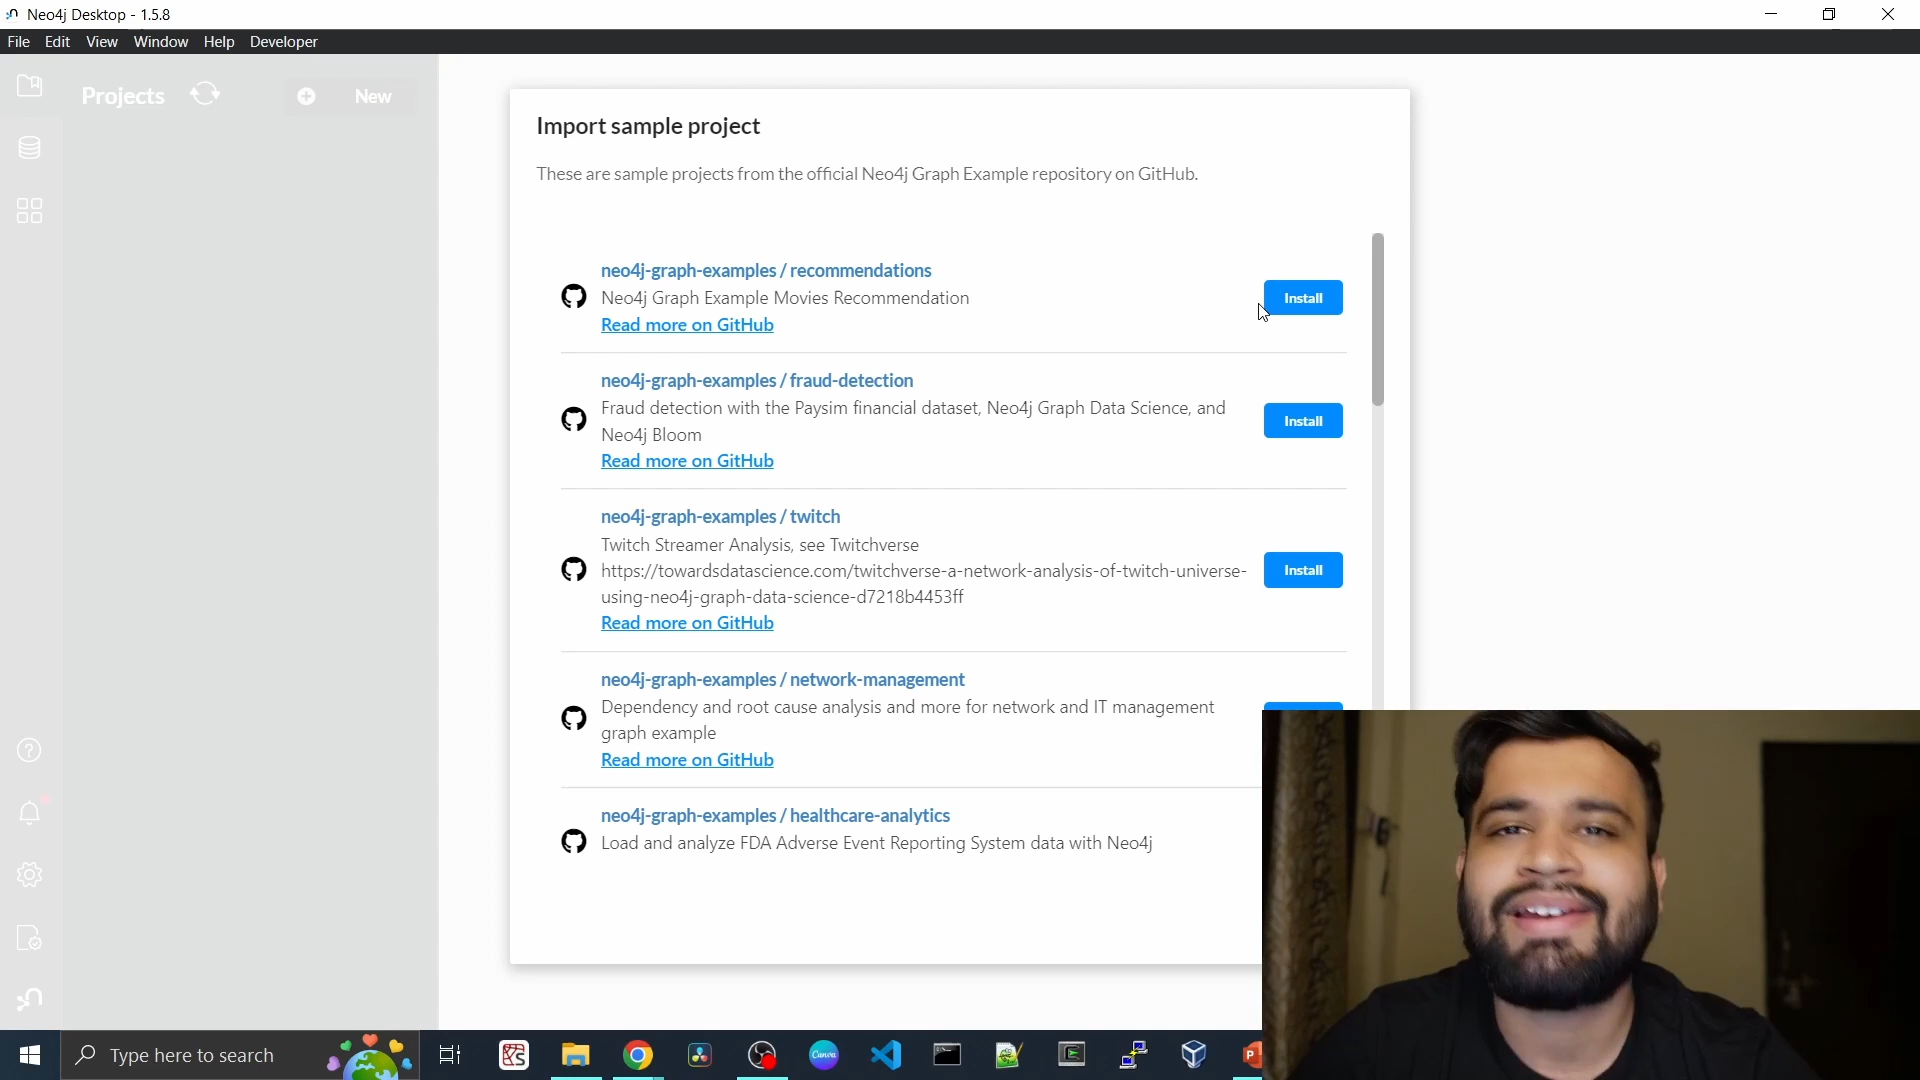 Neo4j Desktop - 1.5.8
File Edit View Window Help Developer
Projects
New
Import sample project
These are sample projects from the official Neo4j Graph Example repository on GitHub.
neo4j-graph-examples / recommendations
Neo4j Graph Example Movies Recommendation
Read more on GitHub
Install
neo4j-graph-examples / fraud-detection
Fraud detection with the Paysim financial dataset, Neo4j Graph Data Science, and
Neo4j Bloom
Read more on GitHub
Install
neo4j-graph-examples / twitch
Twitch Streamer Analysis, see Twitchverse
https://towardsdatascience.com/twitchverse-a-network-analysis-of-twitch-universe-
using-neo4j-graph-data-science-d7218b4453ff
Read more on GitHub
Install
neo4j-graph-examples / network-management
Dependency and root cause analysis and more for network and IT management
graph example
Read more on GitHub
neo4j-graph-examples / healthcare-analytics
Load and analyze FDA Adverse Event Reporting System data with Neo4j
Type here to search
Canva